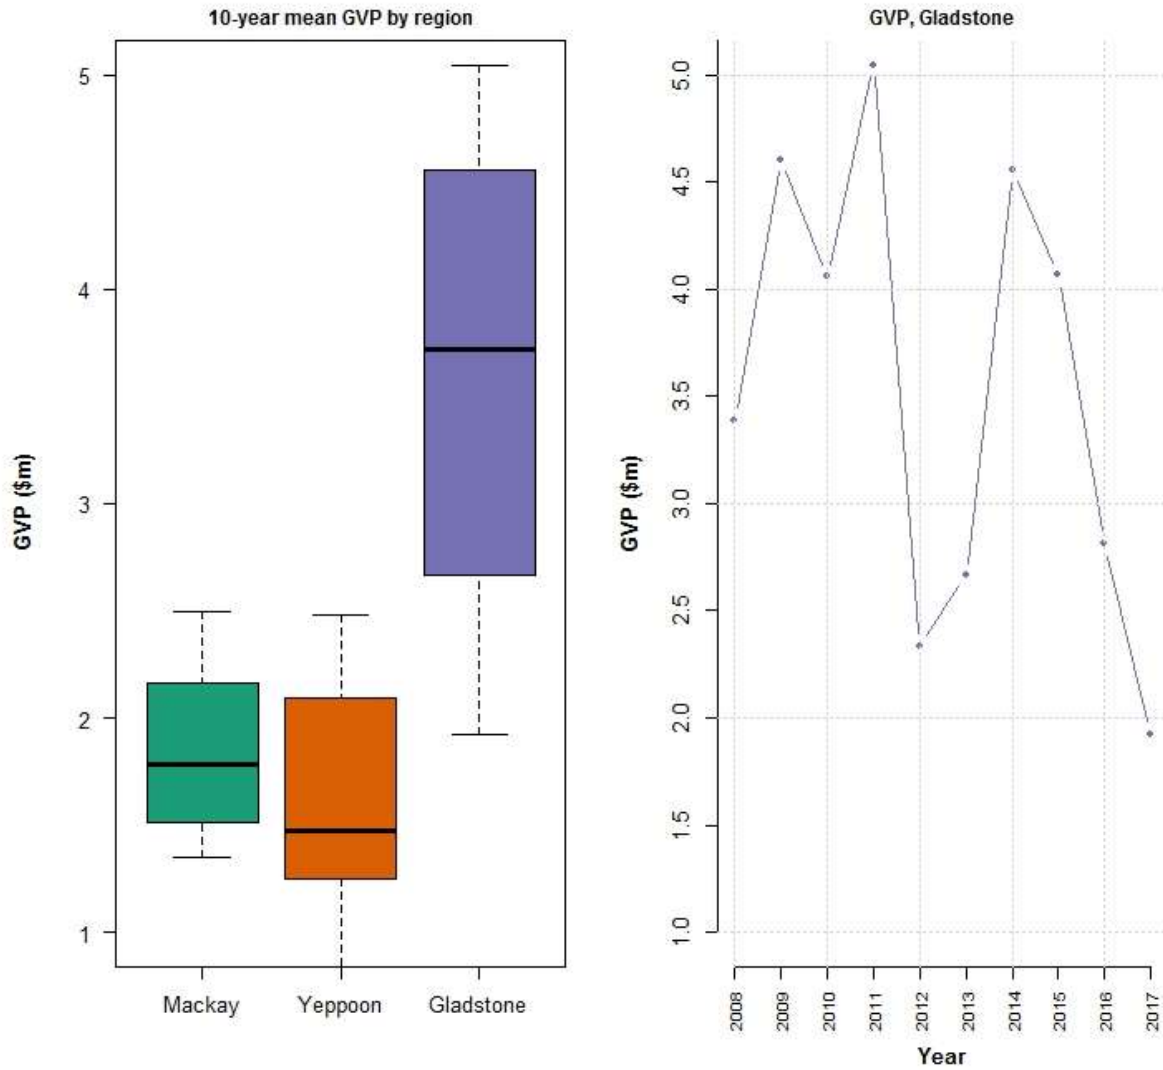 10-year mean GVP by region
GVP ($m)
5
4
3
2
1
Mackay Yeppoon Gladstone
GVP, Gladstone
GVP ($m)
5.0
4.5
4.0
3.5
3.0
2.5
2.0
1.5
1.0
2008 2009 2010 2011 2012 2013 2014 2015 2016 2017
Year